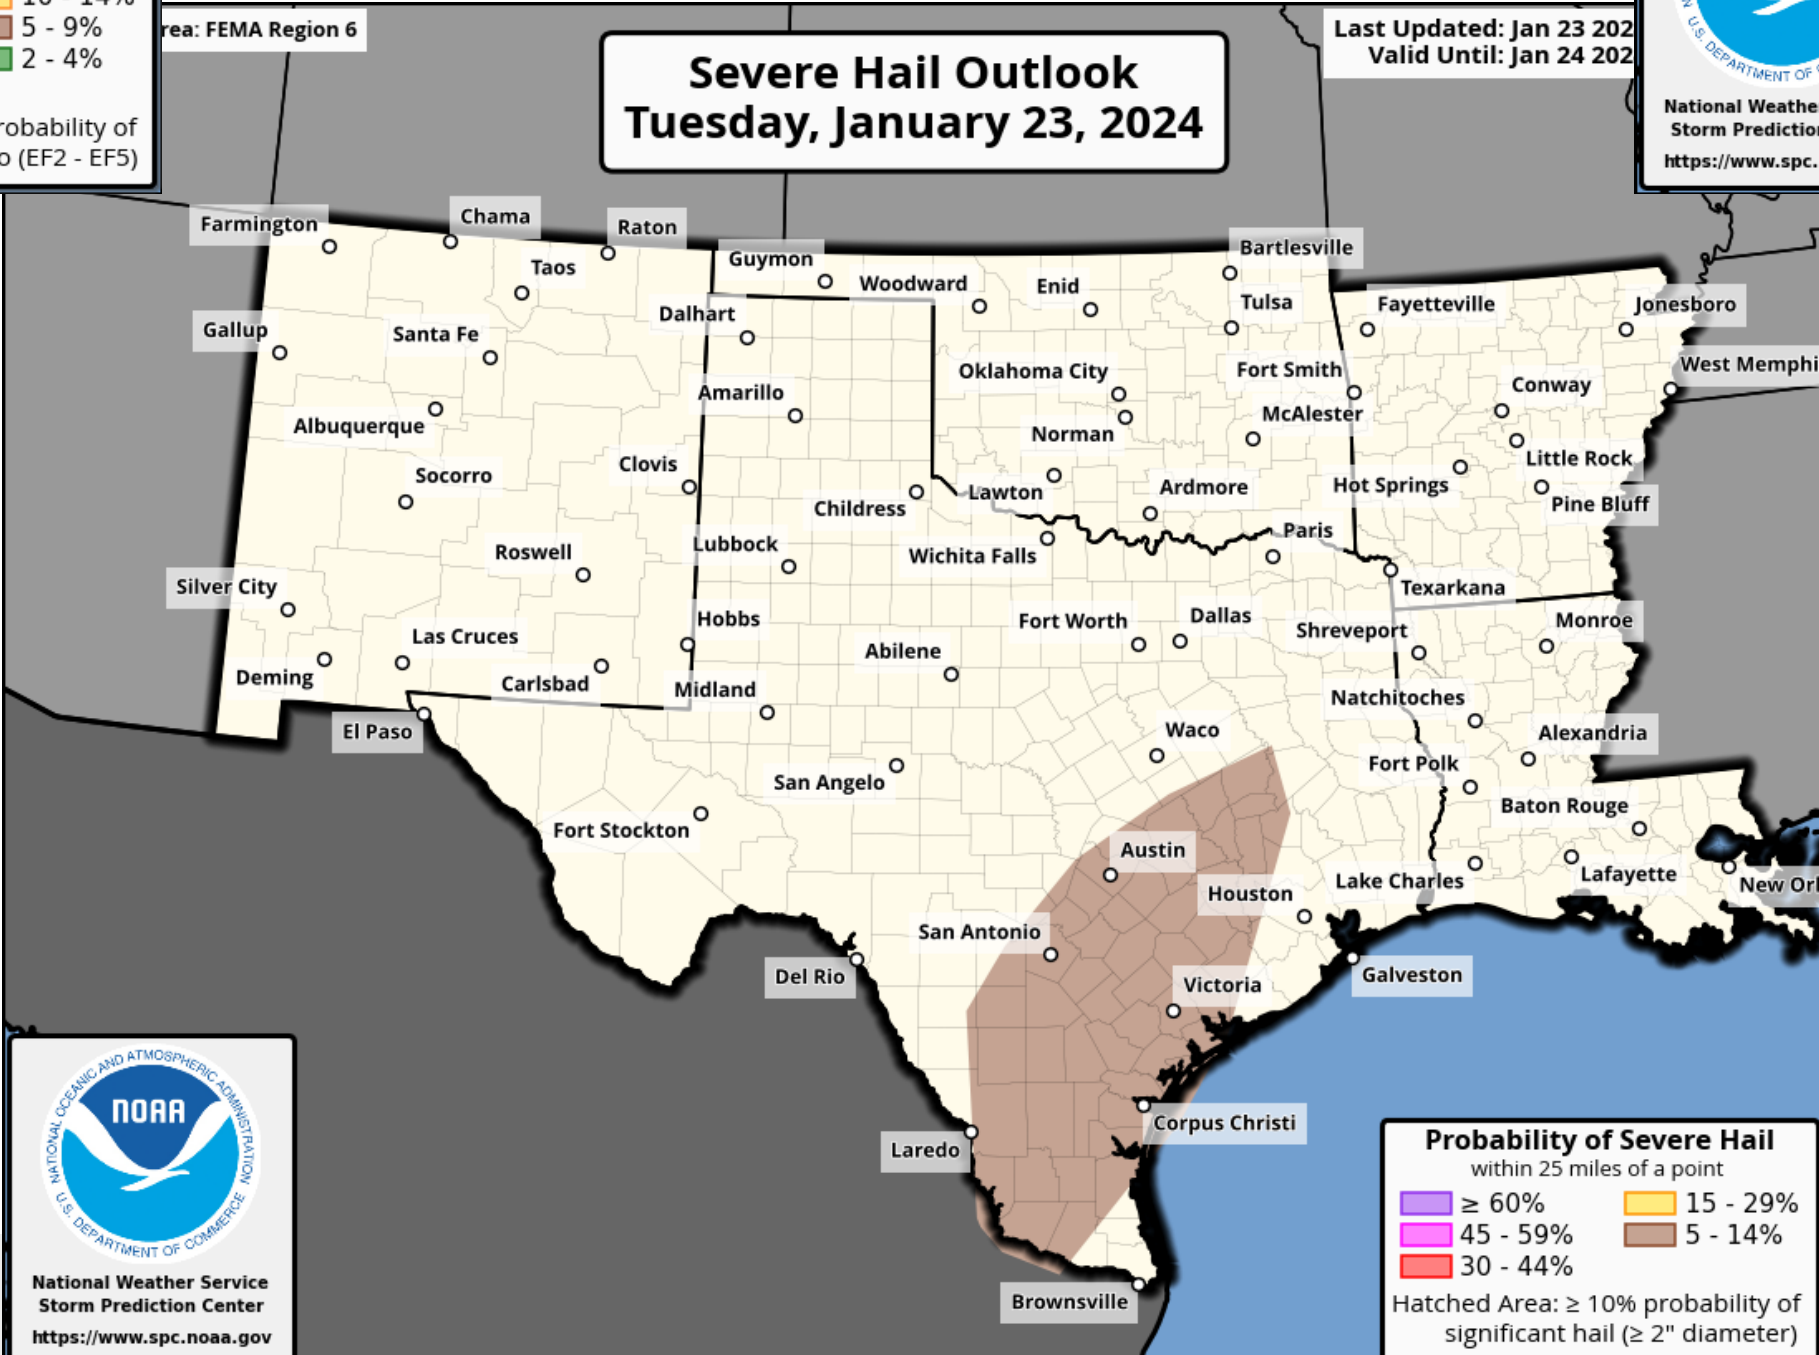 5 - 9%
2 - 4%
robability of
o (EF2 - EF5)
rea: FEMA Region 6
Severe Hail Outlook
Tuesday, January 23, 2024
Last Updated: Jan 23 202
Valid Until: Jan 24 202
U.S. DEPARTMENT OF
National Weathe
Storm Prediction
https://www.spc.
Farmington
Chama
Raton
Taos
Guymon
Woodward
Enid
Bartlesville
Tulsa
Fayetteville
Jonesboro
Gallup
Santa Fe
Dalhart
Oklahoma City
Fort Smith
West Memphi
Albuquerque
Amarillo
Norman
McAlester
Conway
Little Rock
Socorro
Clovis
Childress
Lawton
Ardmore
Hot Springs
Pine Bluff
Roswell
Lubbock
Wichita Falls
Paris
Texarkana
Silver City
Hobbs
Fort Worth
Dallas
Shreveport
Monroe
Las Cruces
Abilene
Deming
Carlsbad
Midland
Natchitoches
El Paso
Waco
Alexandria
San Angelo
Fort Polk
Fort Stockton
Baton Rouge
Austin
Houston
Lake Charles
Lafayette
New Orl
San Antonio
Del Rio
Victoria
Galveston
Corpus Christi
Laredo
Brownsville
NATIONAL OCEANIC AND ATMOSPHERIC ADMINISTRATION
NOAA
U.S. DEPARTMENT OF COMMERCE
National Weather Service
Storm Prediction Center
https://www.spc.noaa.gov
Probability of Severe Hail
within 25 miles of a point
≥ 60%
15 - 29%
45 - 59%
5 - 14%
30 - 44%
Hatched Area: ≥ 10% probability of
significant hail (≥ 2" diameter)